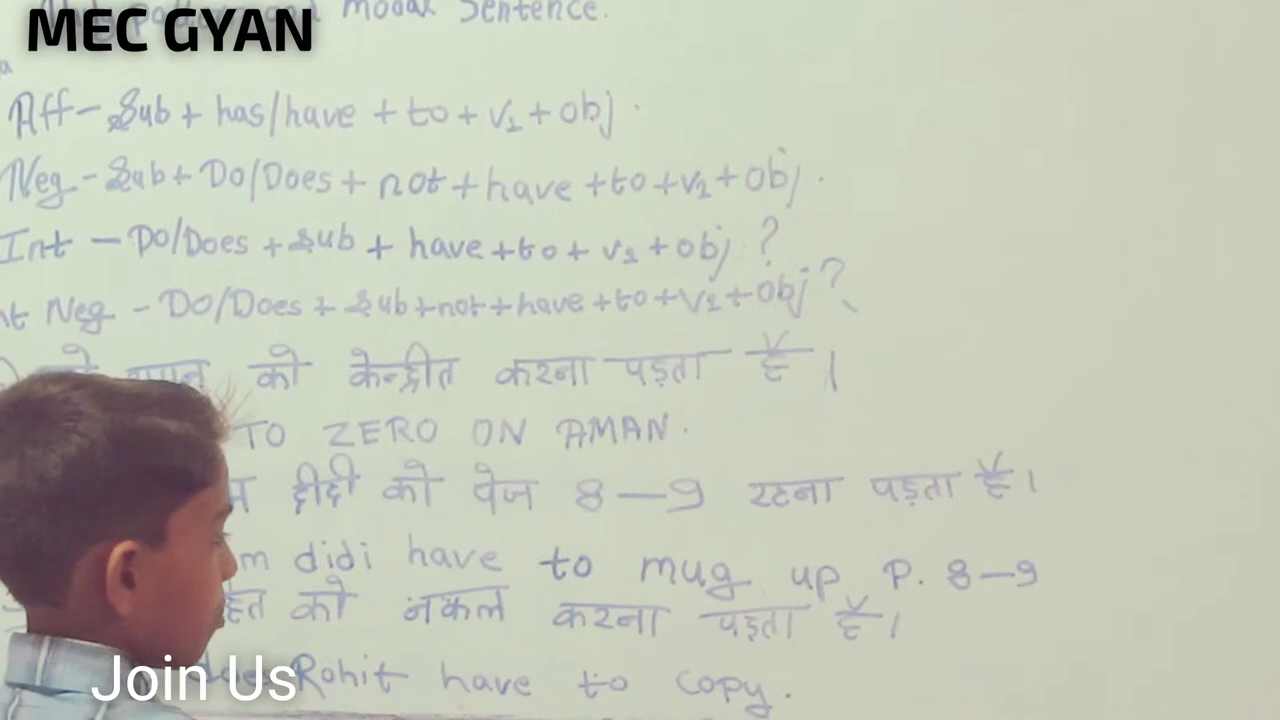 MEC GYAN
modal Sentence.
Aff - Sub + has/have + to + V1 + obj.
Neg - Sub + Do/Does + not + have + to + V1 + obj.
Int - Do/Does + Sub + have + to + V1 + obj ?
Neg - Do/Does + Sub + not + have + to + V1 + obj ?
को केन्द्रीत करना पड़ता है।
TO ZERO ON AMAN.
दीदी को पेज 8-9 रटना पड़ता है।
didi have to mug up P. 8-9
को नकल करना पड़ता है।
Rohit have to copy.
Join Us